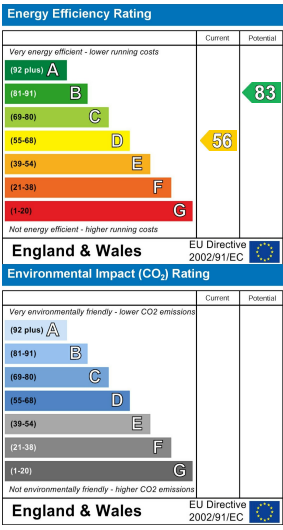 Energy Efficiency Rating
Current Potential
Very energy efficient - lower running costs
(92 plus) A
(81-91) B
83
(69-80) C
(55-68) D
56
(39-54) E
(21-38) F
(1-20) G
Not energy efficient - higher running costs
England & Wales
EU Directive
2002/91/EC
Environmental Impact (CO₂) Rating
Current Potential
Very environmentally friendly - lower CO2 emissions
(92 plus) A
(81-91) B
(69-80) C
(55-68) D
(39-54) E
(21-38) F
(1-20) G
Not environmentally friendly - higher CO2 emissions
England & Wales
EU Directive
2002/91/EC